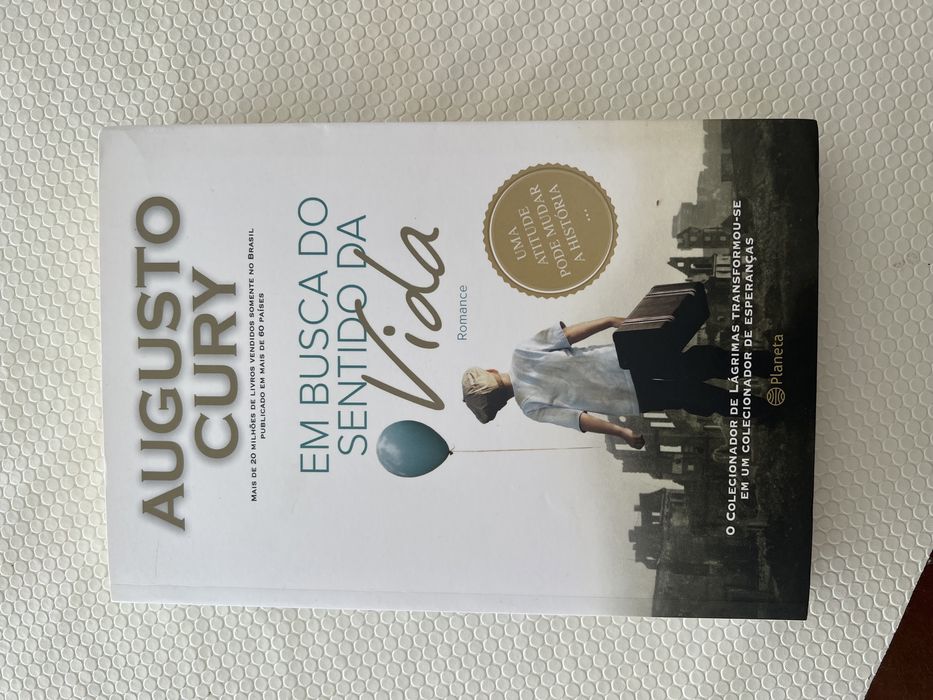 AUGUSTO
CURY
MAIS DE 20 MILHÕES DE LIVROS VENDIDOS SOMENTE NO BRASIL
PUBLICADO EM MAIS DE 60 PAÍSES
EM BUSCA DO
SENTIDO DA
Vida
Romance
UMA
ATITUDE
PODE MUDAR
A HISTÓRIA
...
O COLECIONADOR DE LÁGRIMAS TRANSFORMOU-SE
EM UM COLECIONADOR DE ESPERANÇAS
Planeta